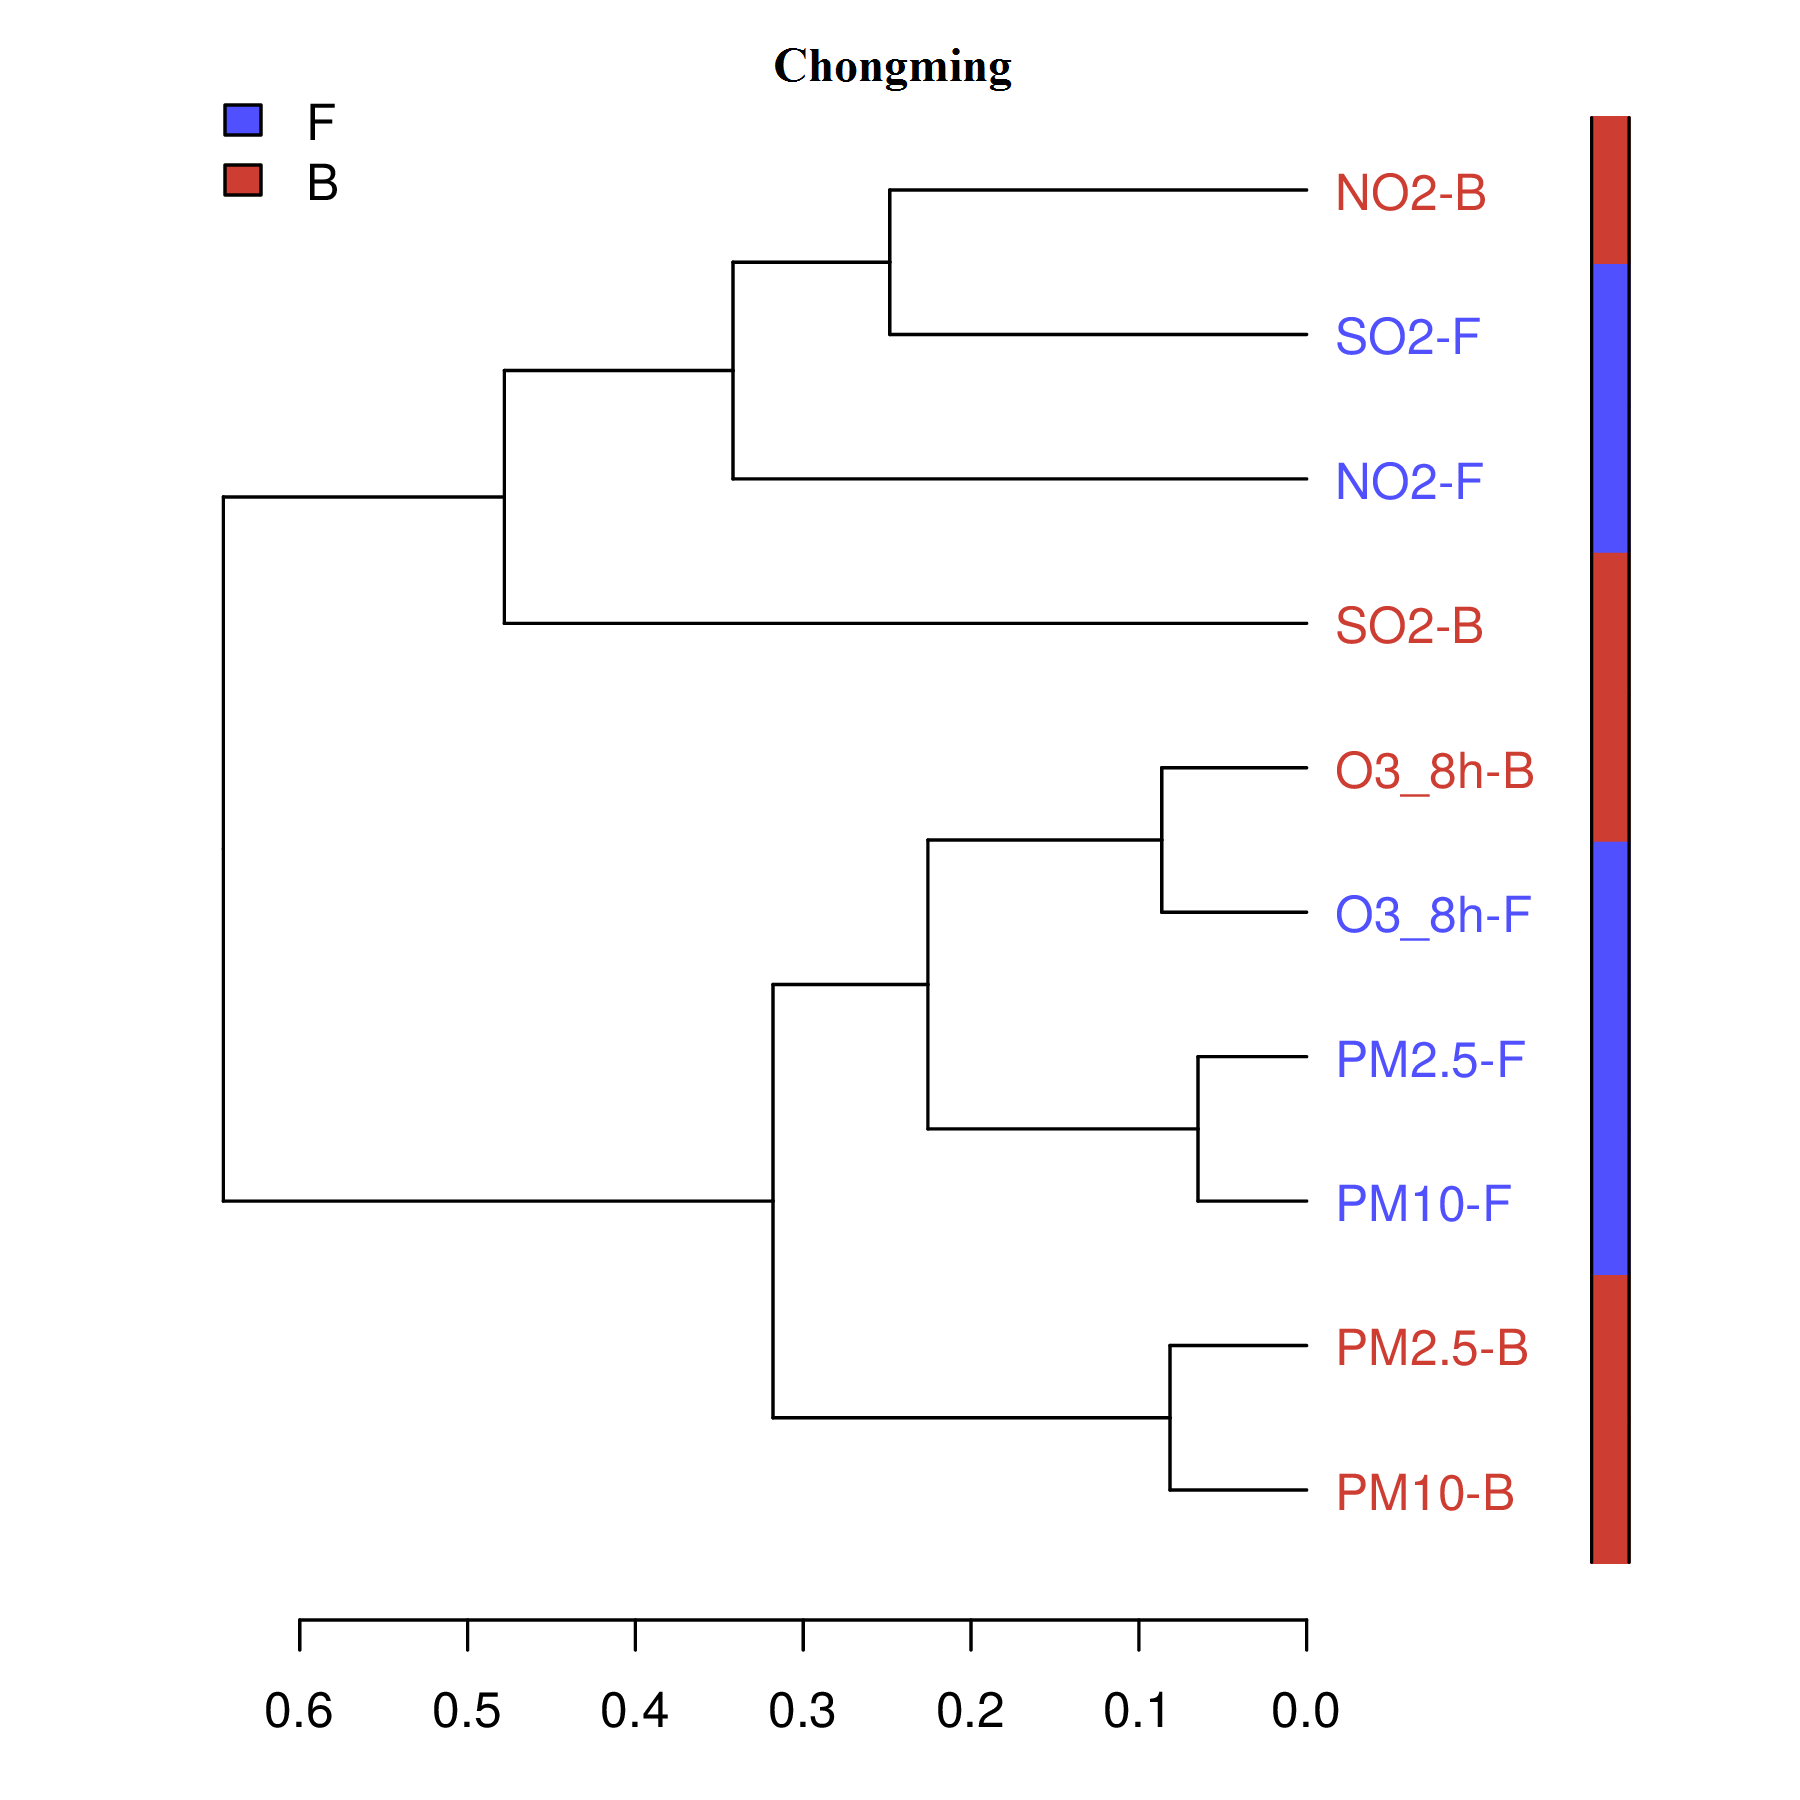 Chongming
F
B
NO2-B
SO2-F
NO2-F
SO2-B
O3_8h-B
O3_8h-F
PM2.5-F
PM10-F
PM2.5-B
PM10-B
0.6 0.5 0.4 0.3 0.2 0.1 0.0